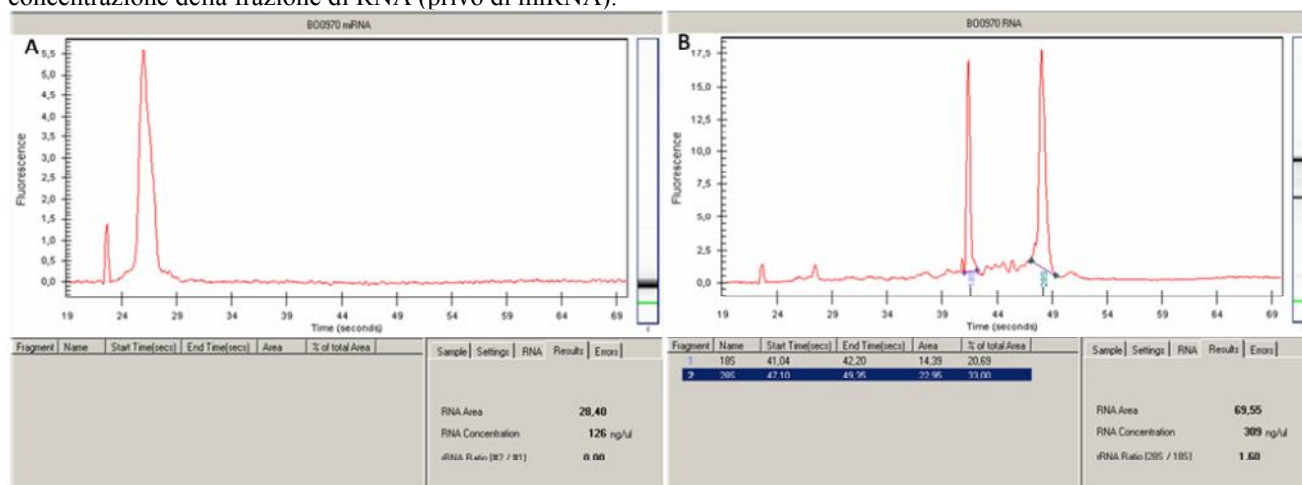 concentrazione della frazione di RNA (privo di miRNA).
BO0970 miRNA
A
5,5
5,0
4,5
4,0
3,5
3,0
2,5
2,0
1,5
1,0
0,5
0,0
Fluorescence
19 24 29 34 39 44 49 54 59 64 69
Time (seconds)
Fragment Name Start Time(secs) End Time(secs) Area % of total Area
Sample Settings RNA Results Errors
RNA Area 28,40
RNA Concentration 126 ng/ul
rRNA Ratio [#2 / #1] 0.00
BO0970 RNA
B
17,5
15,0
12,5
10,0
7,5
5,0
2,5
0,0
Fluorescence
18S
28S
19 24 29 34 39 44 49 54 59 64 69
Time (seconds)
Fragment Name Start Time(secs) End Time(secs) Area % of total Area
1 18S 41,04 42,20 14,39 20,69
2 28S 47,10 49,35 22,95 33,00
Sample Settings RNA Results Errors
RNA Area 69,55
RNA Concentration 309 ng/ul
rRNA Ratio [28S / 18S] 1.60